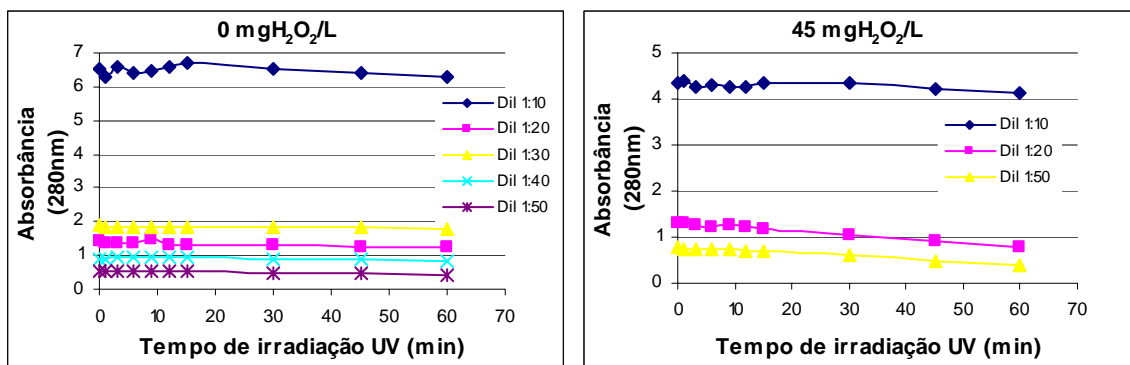 0 mgH₂O₂/L
Absorbância
(280nm)
7
6
5
4
3
2
1
0
0 10 20 30 40 50 60 70
Tempo de irradiação UV (min)
Dil 1:10
Dil 1:20
Dil 1:30
Dil 1:40
Dil 1:50
45 mgH₂O₂/L
Absorbância
(280nm)
5
4
3
2
1
0
0 10 20 30 40 50 60 70
Tempo de irradiação UV (min)
Dil 1:10
Dil 1:20
Dil 1:50